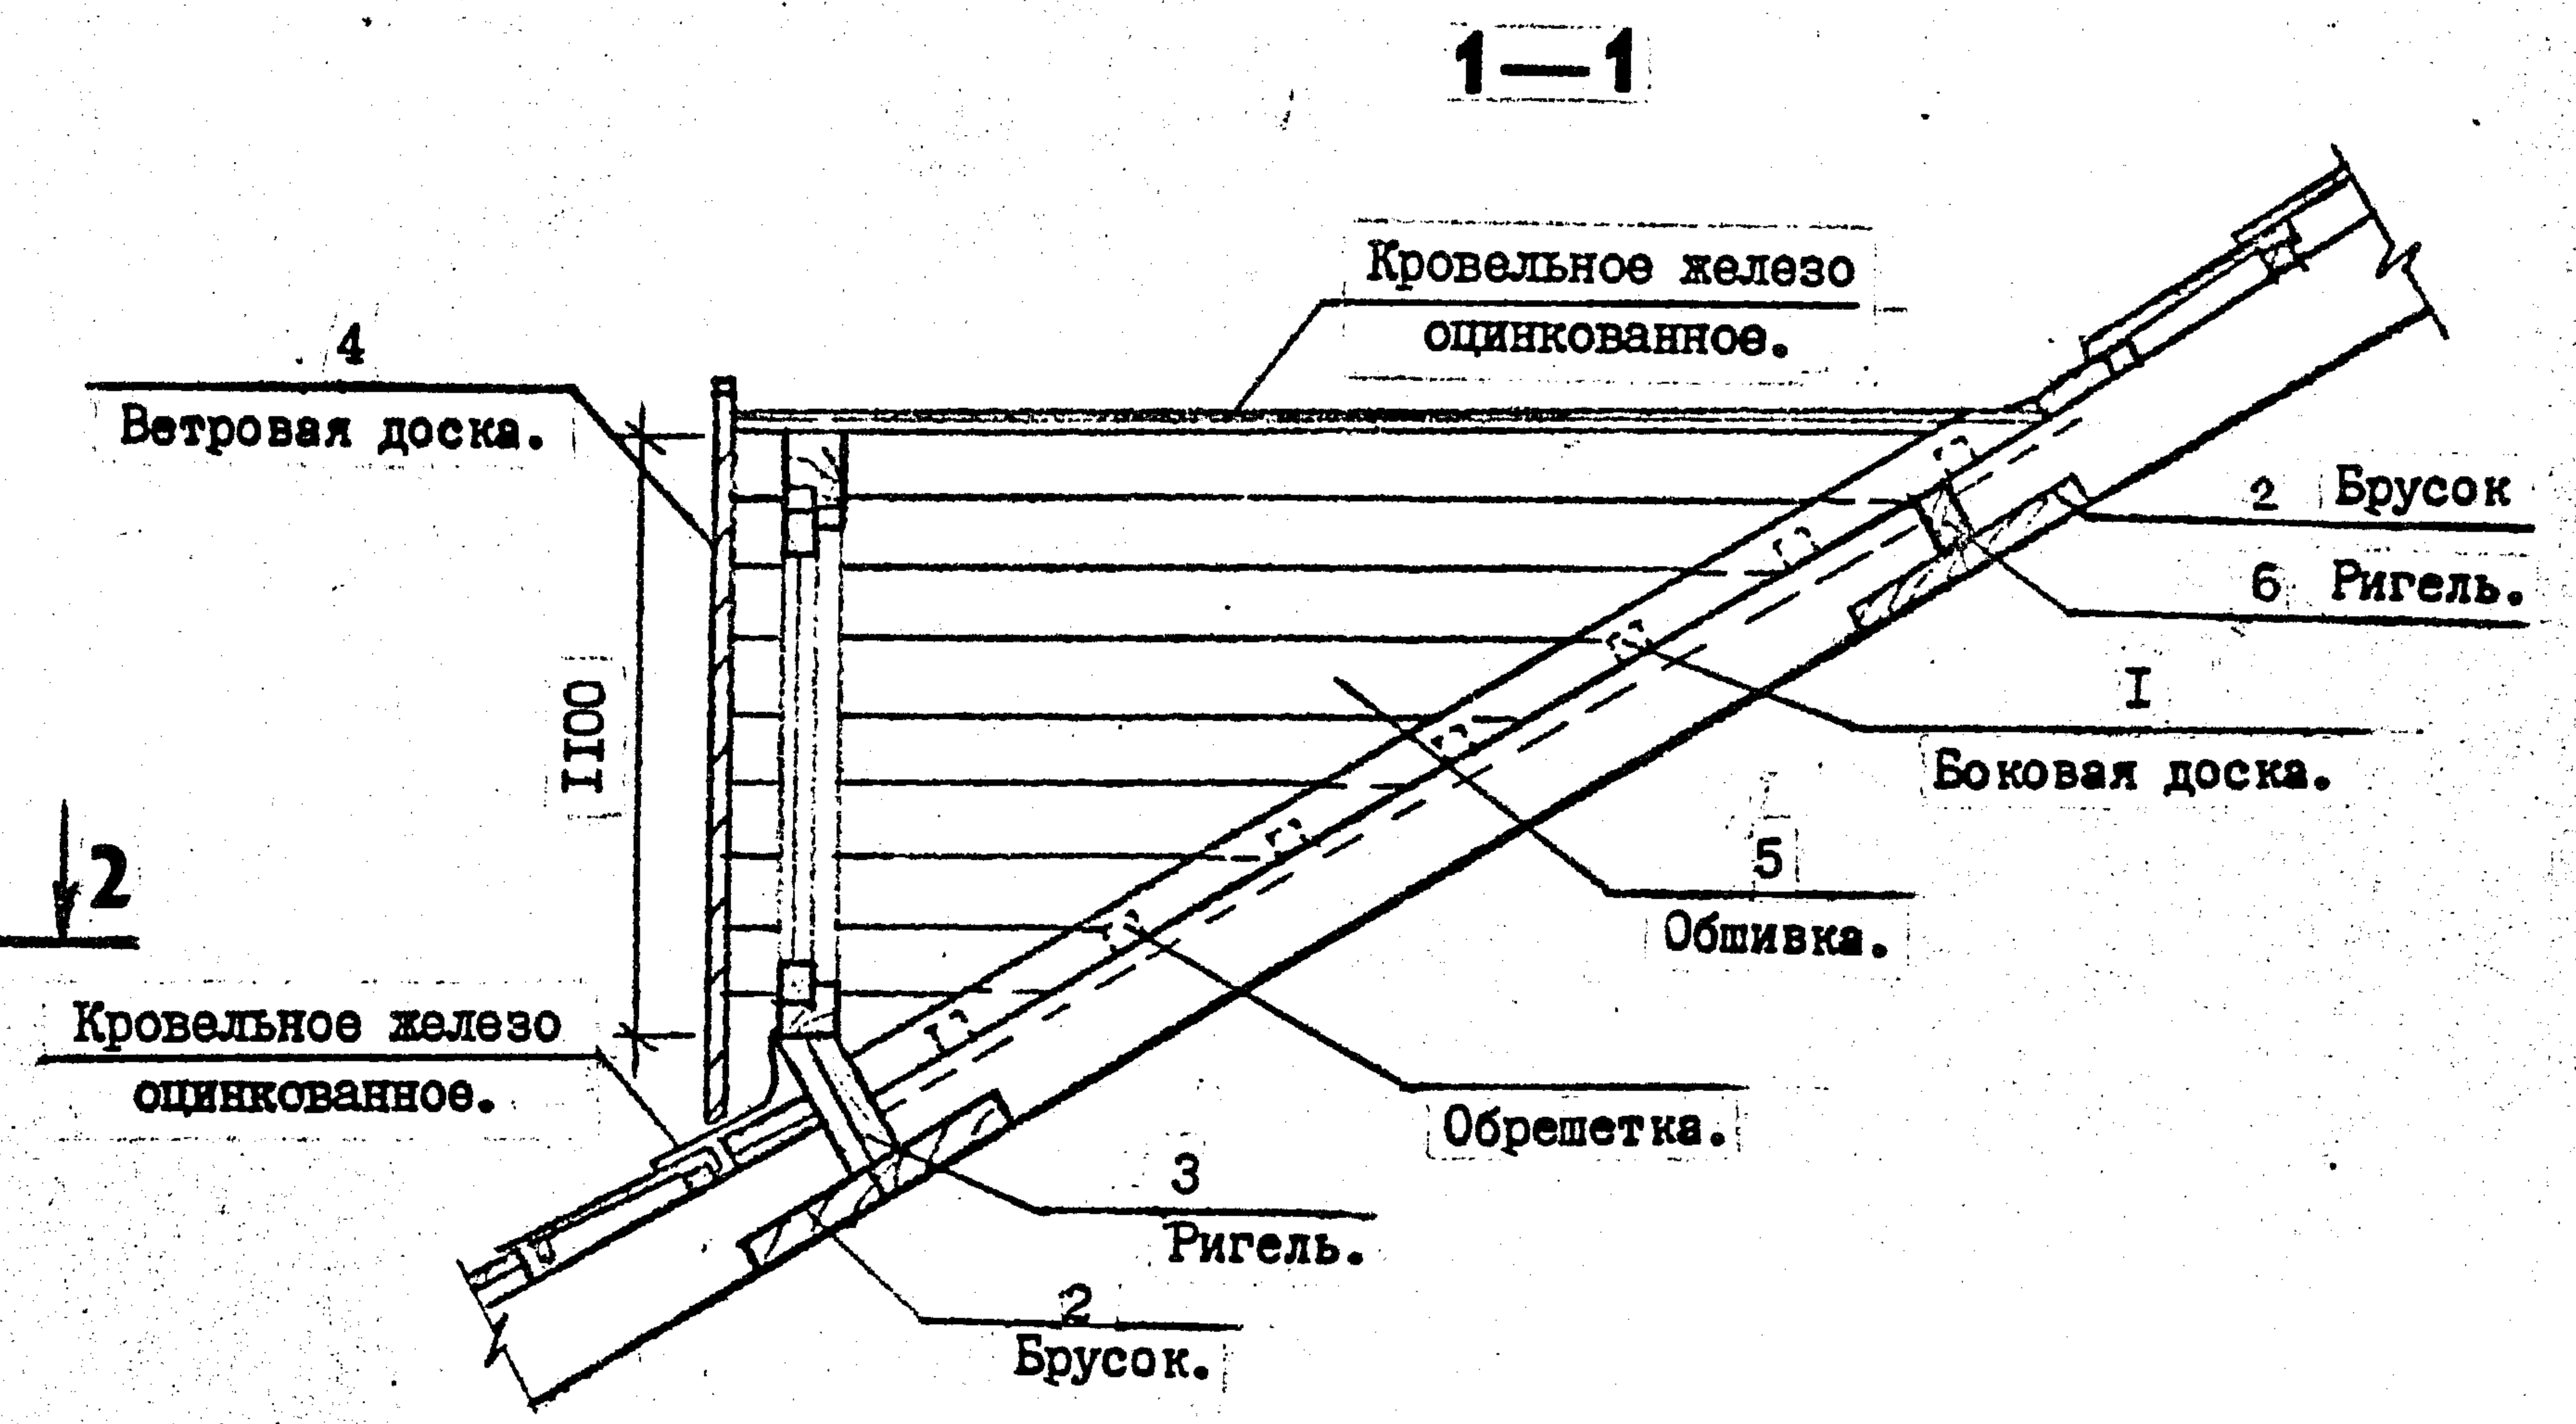 1—1
Кровельное железо
оцинкованное.
4
Ветровая доска.
2 Брусок
6 Ригель.
I
Боковая доска.
II00
5
Обшивка.
2
Кровельное железо
оцинкованное.
Обрешетка.
3
Ригель.
2
Брусок.